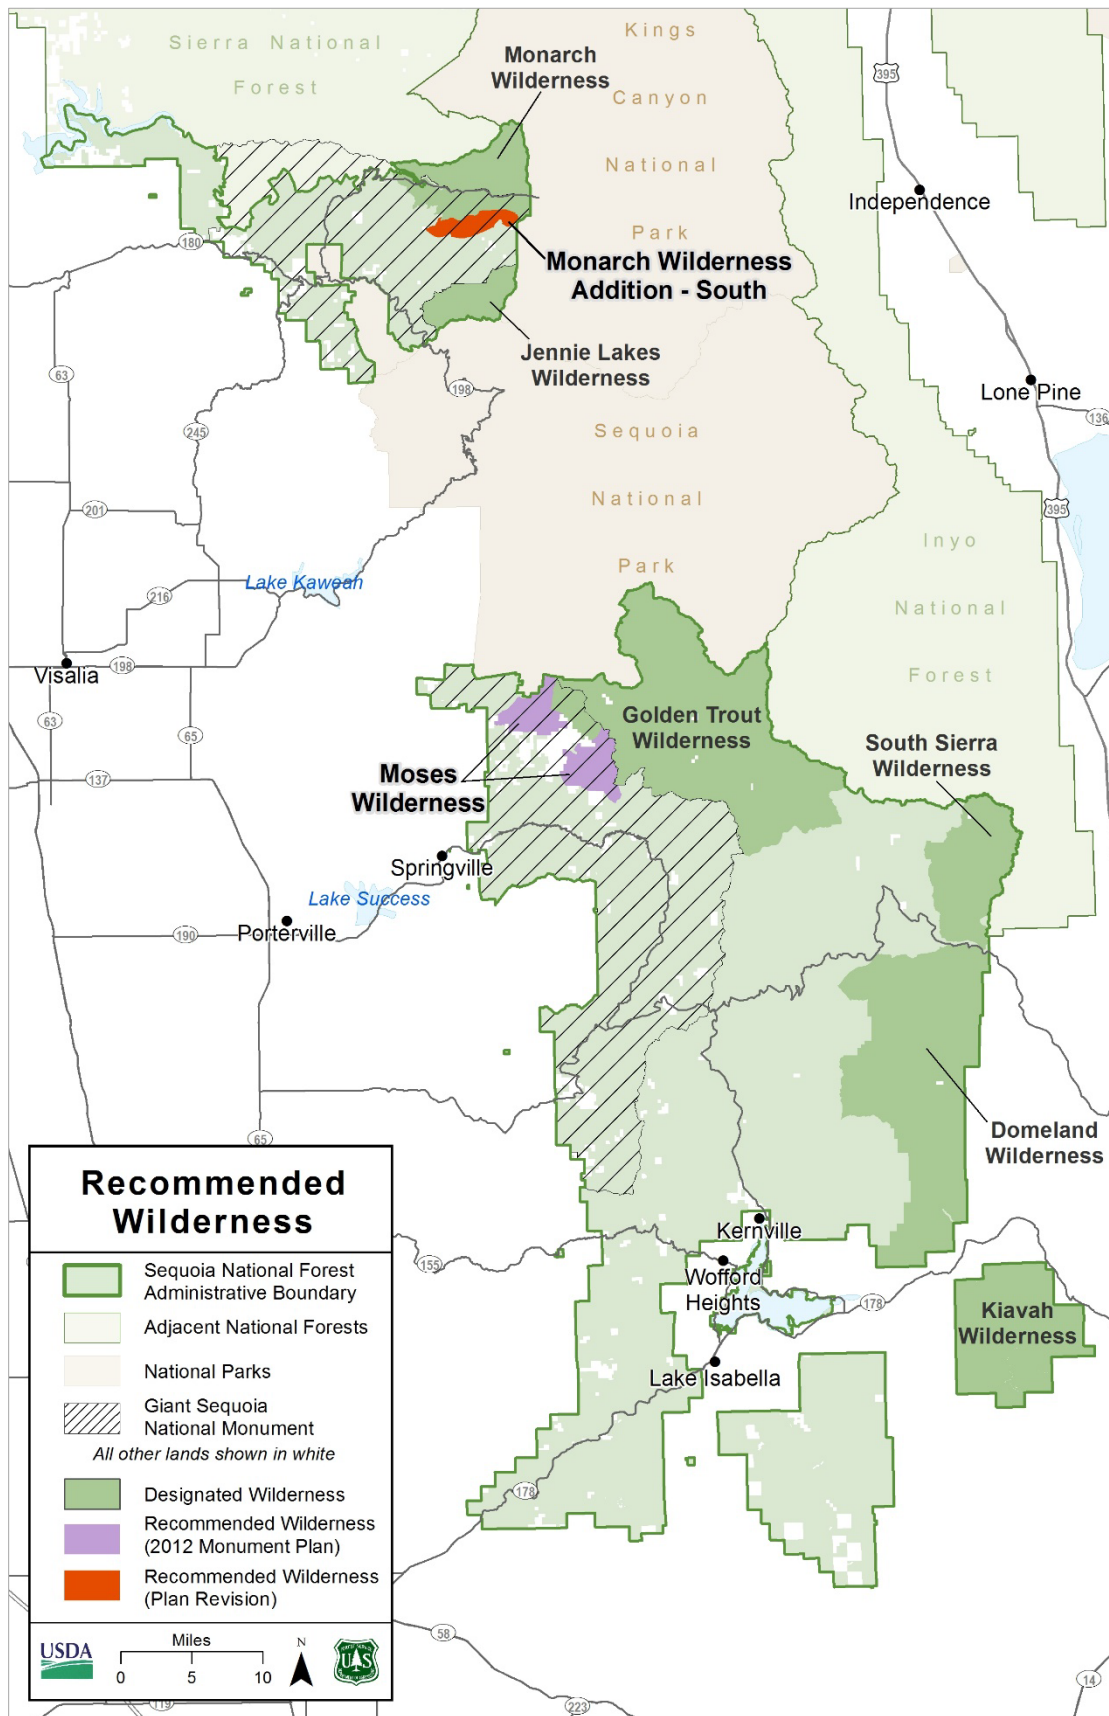 Sierra National
Forest
Kings
Canyon
National
Park
Monarch
Wilderness
395
Independence
180
Monarch Wilderness
Addition - South
Jennie Lakes
Wilderness
63
198
Lone Pine
136
245
Sequoia
National
Park
201
395
Inyo
National
Forest
Lake Kaweah
216
Visalia
198
63
65
Golden Trout
Wilderness
South Sierra
Wilderness
Moses
Wilderness
137
Springville
Lake Success
Porterville
190
Domeland
Wilderness
65
Kernville
155
Wofford
Heights
178
Kiavah
Wilderness
Lake Isabella
178
58
14
223
119
Recommended
Wilderness
Sequoia National Forest
Administrative Boundary
Adjacent National Forests
National Parks
Giant Sequoia
National Monument
All other lands shown in white
Designated Wilderness
Recommended Wilderness
(2012 Monument Plan)
Recommended Wilderness
(Plan Revision)
USDA
Miles
0 5 10
N
U S